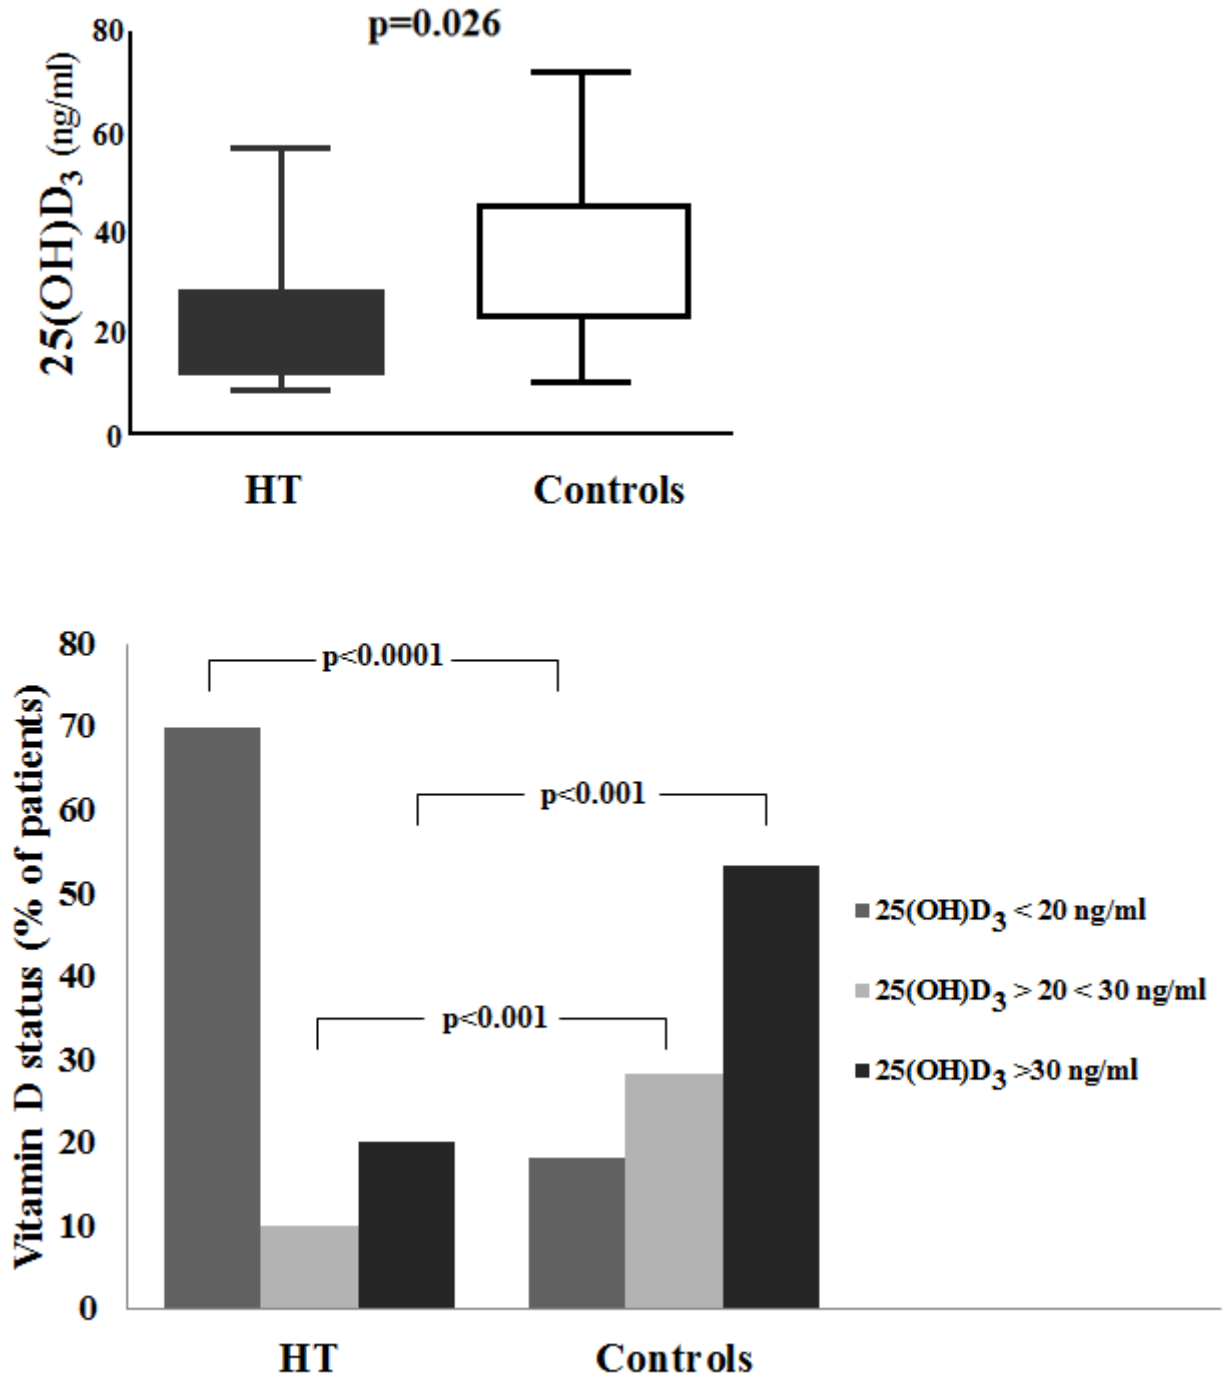 p=0.026
25(OH)D₃ (ng/ml)
80
60
40
20
0
HT Controls
Vitamin D status (% of patients)
80
70
60
50
40
30
20
10
0
p<0.0001
p<0.001
p<0.001
HT Controls
25(OH)D₃ < 20 ng/ml
25(OH)D₃ > 20 < 30 ng/ml
25(OH)D₃ >30 ng/ml